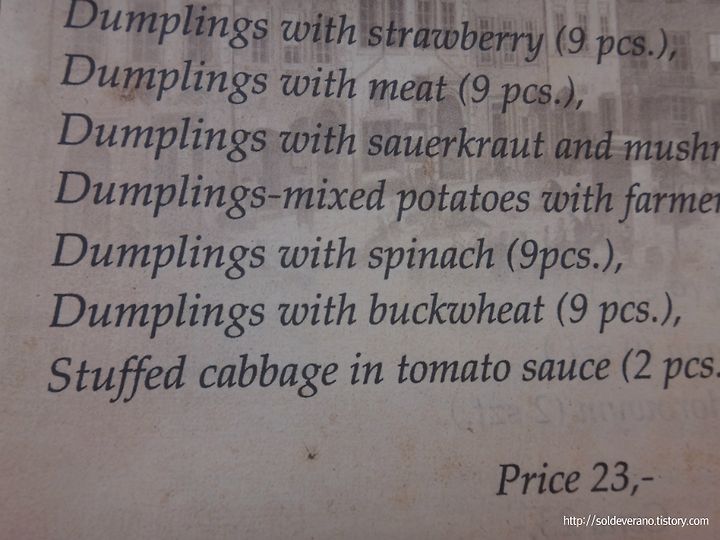 Dumplings with strawberry (9 pcs.),
Dumplings with meat (9 pcs.),
Dumplings with sauerkraut and
Dumplings-mixed potatoes with
Dumplings with spinach (9pcs.),
Dumplings with buckwheat (9 pcs.),
Stuffed cabbage in tomato sauce (2 pcs.
Price 23,-
http://soldeverano.tistory.com